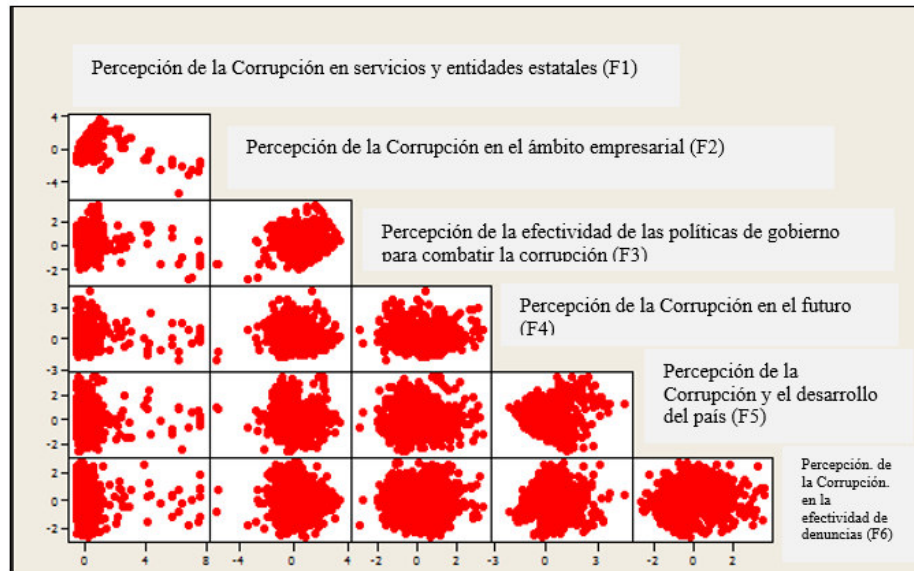 Percepción de la Corrupción en servicios y entidades estatales (F1)
4
0
-4
Percepción de la Corrupción en el ámbito empresarial (F2)
2
0
-2
Percepción de la efectividad de las políticas de gobierno
para combatir la corrupción (F3)
3
0
-3
Percepción de la Corrupción en el futuro
(F4)
2
0
-2
Percepción de la
Corrupción y el desarrollo
del país (F5)
2
0
-2
Percepción. de
la Corrupción.
en la
efectividad de
denuncias (F6)
0 4 8 -4 0 4 -2 0 2 -3 0 3 -2 0 2